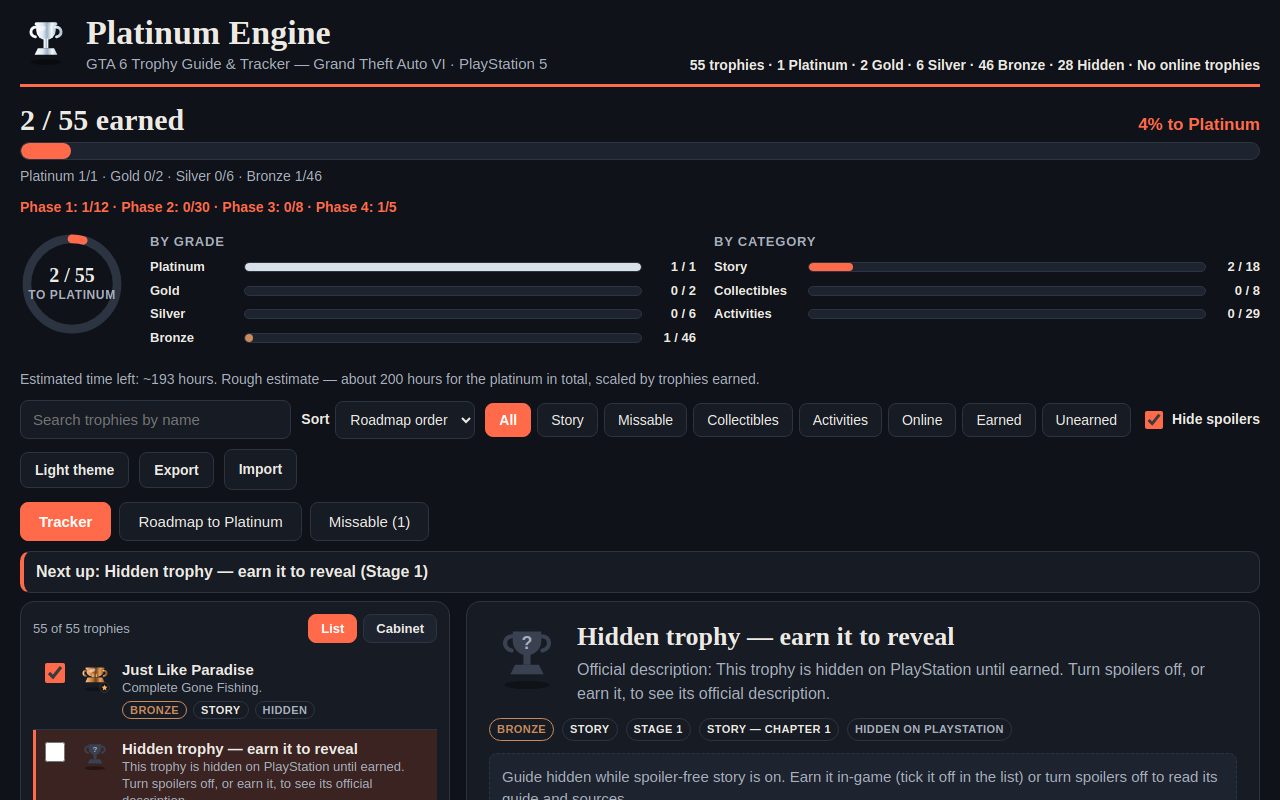 Platinum Engine
GTA 6 Trophy Guide & Tracker — Grand Theft Auto VI · PlayStation 5
55 trophies · 1 Platinum · 2 Gold · 6 Silver · 46 Bronze · 28 Hidden · No online trophies
2 / 55 earned
4% to Platinum
Platinum 1/1 · Gold 0/2 · Silver 0/6 · Bronze 1/46
Phase 1: 1/12 · Phase 2: 0/30 · Phase 3: 0/8 · Phase 4: 1/5
2 / 55
TO PLATINUM
BY GRADE
Platinum 1 / 1
Gold 0 / 2
Silver 0 / 6
Bronze 1 / 46
BY CATEGORY
Story 2 / 18
Collectibles 0 / 8
Activities 0 / 29
Estimated time left: ~193 hours. Rough estimate — about 200 hours for the platinum in total, scaled by trophies earned.
Search trophies by name
Sort Roadmap order
All Story Missable Collectibles Activities Online Earned Unearned
Hide spoilers
Light theme Export Import
Tracker Roadmap to Platinum Missable (1)
Next up: Hidden trophy — earn it to reveal (Stage 1)
55 of 55 trophies
List Cabinet
Just Like Paradise
Complete Gone Fishing.
BRONZE STORY HIDDEN
?
Hidden trophy — earn it to reveal
This trophy is hidden on PlayStation until earned.
Turn spoilers off, or earn it, to see its official
description.
?
Hidden trophy — earn it to reveal
Official description: This trophy is hidden on PlayStation until earned. Turn spoilers off, or
earn it, to see its official description.
BRONZE STORY STAGE 1 STORY — CHAPTER 1 HIDDEN ON PLAYSTATION
Guide hidden while spoiler-free story is on. Earn it in-game (tick it off in the list) or turn spoilers off to read its
guide and sources.